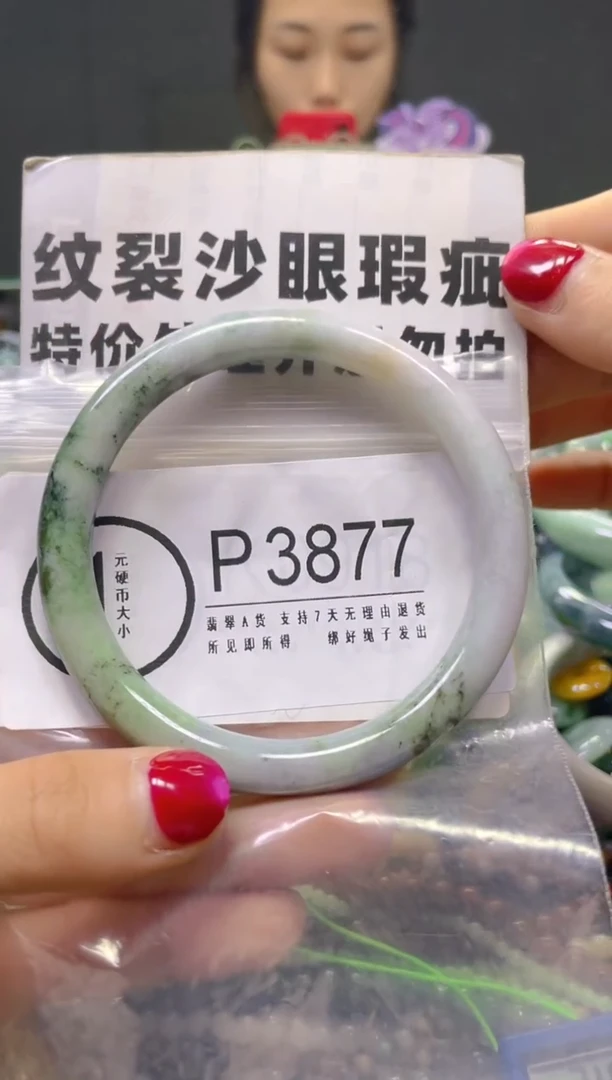 纹裂沙眼瑕疵
特价
勿拍
元硬币大小
P3877
翡翠A货 支持7天无理由退货
所见即所得 绑好绳子发出